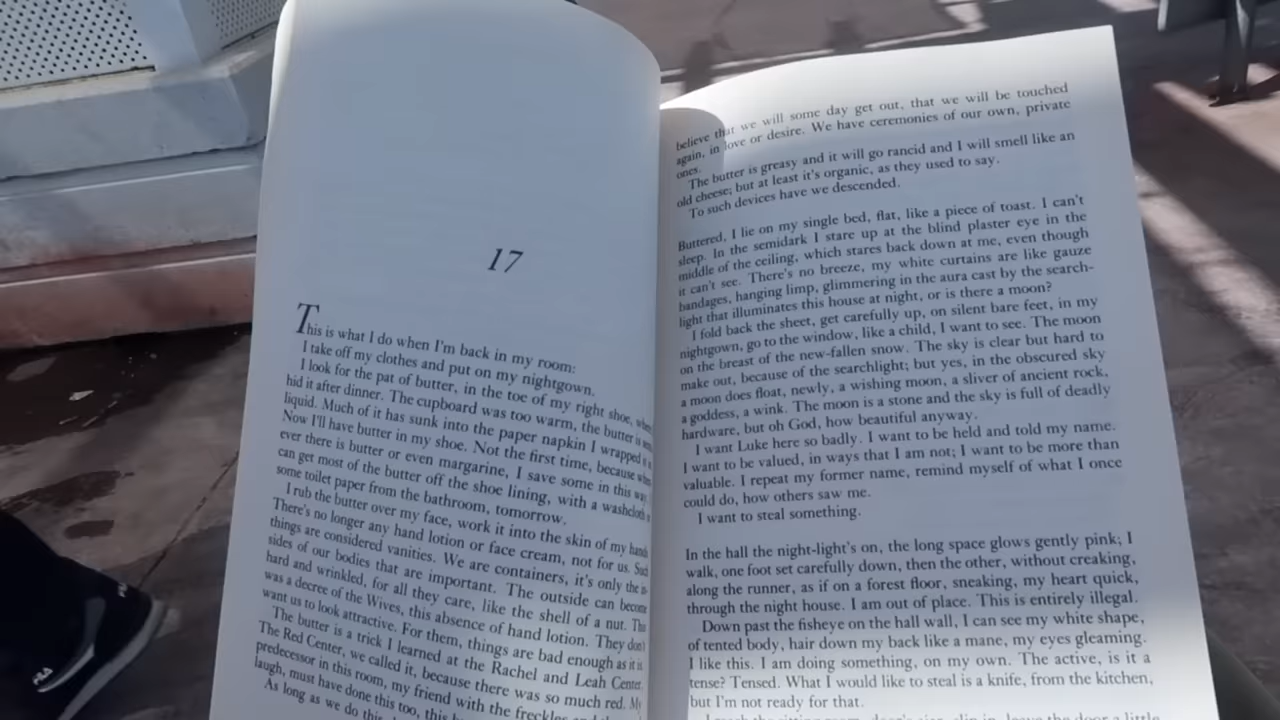 17
This is what I do when I'm back in my room:
I take off my clothes and put on my nightgown.
I look for the pat of butter, in the toe of my right shoe,
hid it after dinner. The cupboard was too warm, the butter is
liquid. Much of it has sunk into the paper napkin I wrapped
Now I'll have butter in my shoe. Not the first time, because
ever there is butter or even margarine, I save some in this way
can get most of the butter off the shoe lining, with a washcloth
some toilet paper from the bathroom, tomorrow.
I rub the butter over my face, work it into the skin of my hands
There's no longer any hand lotion or face cream, not for us. Such
things are considered vanities. We are containers, it's only the
sides of our bodies that are important. The outside can become
hard and wrinkled, for all they care, like the shell of a nut. This
was a decree of the Wives, this absence of hand lotion. They don't
want us to look attractive. For them, things are bad enough as it is
The butter is a trick I learned at the Rachel and Leah Center
The Red Center, we called it, because there was so much red. My
predecessor in this room, my friend with the freckles and the
laugh, must have done this too, this
As long as we do this,
believe that we will some day get out, that we will be touched
again, in love or desire. We have ceremonies of our own, private
ones.
The butter is greasy and it will go rancid and I will smell like an
old cheese; but at least it's organic, as they used to say.
To such devices have we descended.
Buttered, I lie on my single bed, flat, like a piece of toast. I can't
sleep. In the semidark I stare up at the blind plaster eye in the
middle of the ceiling, which stares back down at me, even though
it can't see. There's no breeze, my white curtains are like gauze
bandages, hanging limp, glimmering in the aura cast by the search-
light that illuminates this house at night, or is there a moon?
I fold back the sheet, get carefully up, on silent bare feet, in my
nightgown, go to the window, like a child, I want to see. The moon
on the breast of the new-fallen snow. The sky is clear but hard to
make out, because of the searchlight; but yes, in the obscured sky
a moon does float, newly, a wishing moon, a sliver of ancient rock,
a goddess, a wink. The moon is a stone and the sky is full of deadly
hardware, but oh God, how beautiful anyway.
I want Luke here so badly. I want to be held and told my name.
I want to be valued, in ways that I am not; I want to be more than
valuable. I repeat my former name, remind myself of what I once
could do, how others saw me.
I want to steal something.
In the hall the night-light's on, the long space glows gently pink; I
walk, one foot set carefully down, then the other, without creaking,
along the runner, as if on a forest floor, sneaking, my heart quick,
through the night house. I am out of place. This is entirely illegal.
Down past the fisheye on the hall wall, I can see my white shape,
of tented body, hair down my back like a mane, my eyes gleaming.
I like this. I am doing something, on my own. The active, is it a
tense? Tensed. What I would like to steal is a knife, from the kitchen,
but I'm not ready for that.
FILA